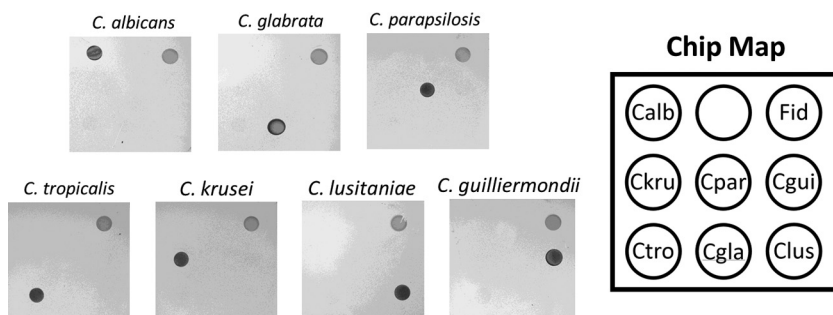 C. albicans
C. glabrata
C. parapsilosis
C. tropicalis
C. krusei
C. lusitaniae
C. guilliermondii
Chip Map
Calb
Fid
Ckru
Cpar
Cgui
Ctro
Cgla
Clus